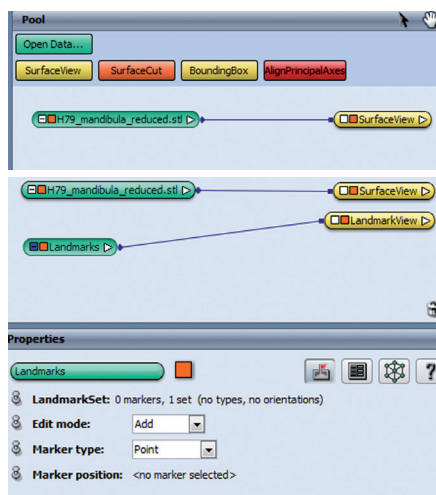 Pool
Open Data...
SurfaceView SurfaceCut BoundingBox AlignPrincipalAxes
H79_mandibula_reduced.stl SurfaceView
H79_mandibula_reduced.stl SurfaceView
LandmarkView
Landmarks
Properties
Landmarks ?
LandmarkSet: 0 markers, 1 set (no types, no orientations)
Edit mode: Add
Marker type: Point
Marker position: <no marker selected>